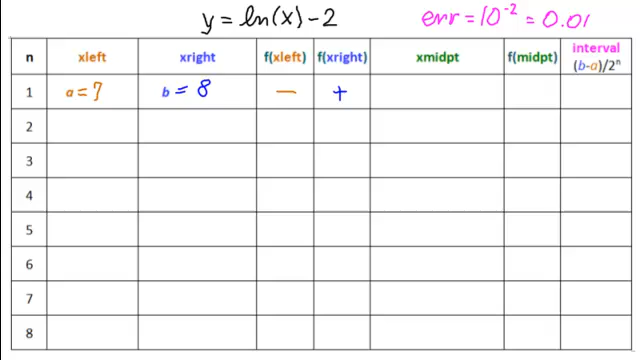 y = ln(x) - 2 err = 10⁻² = 0.01
n xleft xright f(xleft) f(xright) xmidpt f(midpt) interval (b-a)/2ⁿ
1 a = 7 b = 8 − +
2
3
4
5
6
7
8